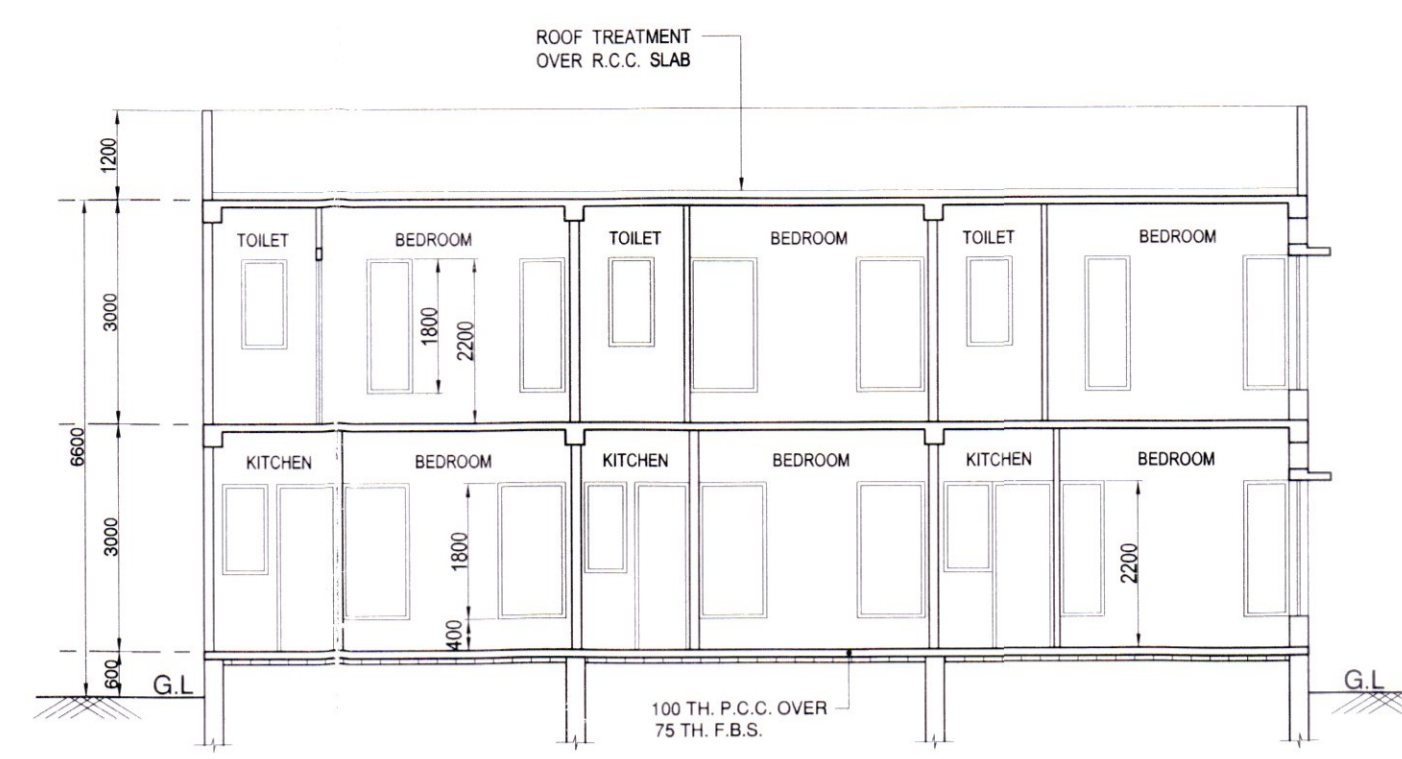 ROOF TREATMENT
OVER R.C.C. SLAB
1200
TOILET
BEDROOM
TOILET
BEDROOM
TOILET
BEDROOM
3000
1800
2200
6600
KITCHEN
BEDROOM
KITCHEN
BEDROOM
KITCHEN
BEDROOM
3000
1800
2200
400
600
G.L
G.L
100 TH. P.C.C. OVER
75 TH. F.B.S.